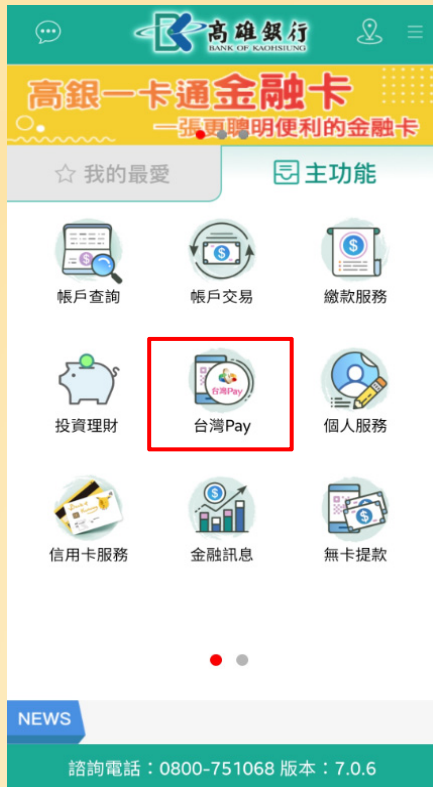 高雄銀行
BANK OF KAOHSIUNG
高銀一卡通金融卡
一張更聰明便利的金融卡
我的最愛
主功能
帳戶查詢
帳戶交易
繳款服務
投資理財
台灣Pay
台灣Pay
個人服務
信用卡服務
金融訊息
無卡提款
NEWS
諮詢電話：0800-751068 版本：7.0.6